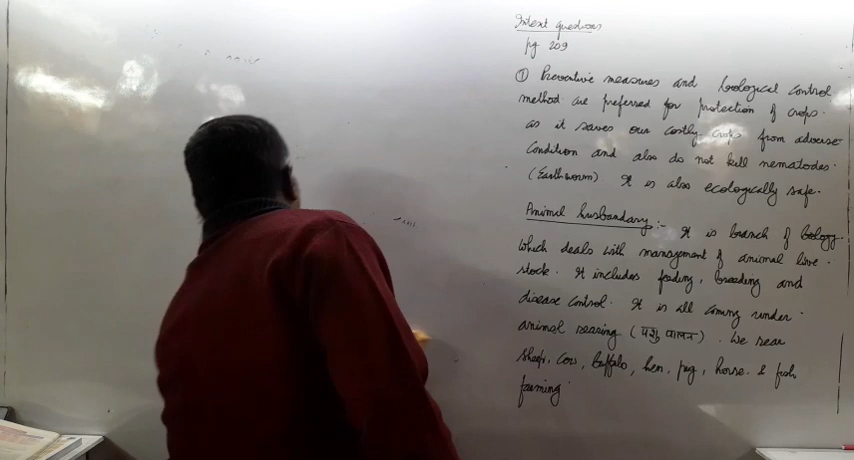 Intext questions
pg 209
① Preventive measures and biological control
method are preferred for protection of crops.
as it saves our costly crops from adverse
condition and also do not kill nematodes.
(Earthworm). It is also ecologically safe.
Animal husbandary:- It is branch of biology
which deals with management of animal live.
stock. It includes feeding, breeding and
disease control. It is all coming under.
animal rearing (पशु पालन). We rear
sheep, cow, buffalo, hen, pig, horse. & fish
farming